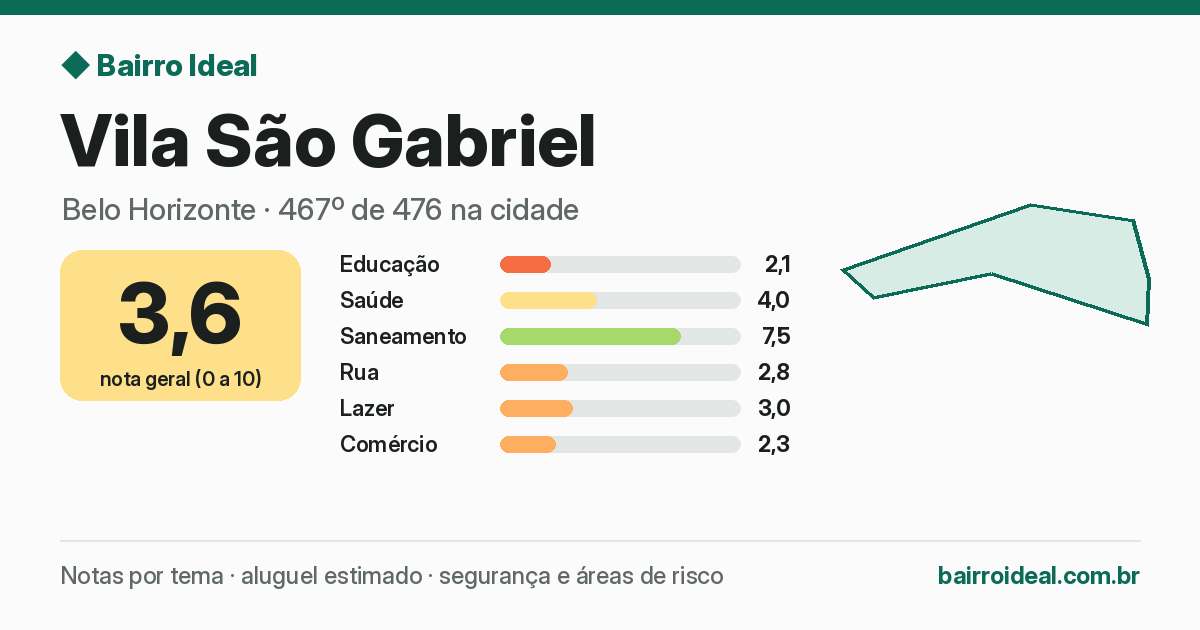 Bairro Ideal
Vila São Gabriel
Belo Horizonte · 467º de 476 na cidade
3,6
nota geral (0 a 10)
Educação 2,1
Saúde 4,0
Saneamento 7,5
Rua 2,8
Lazer 3,0
Comércio 2,3
Notas por tema · aluguel estimado · segurança e áreas de risco
bairroideal.com.br